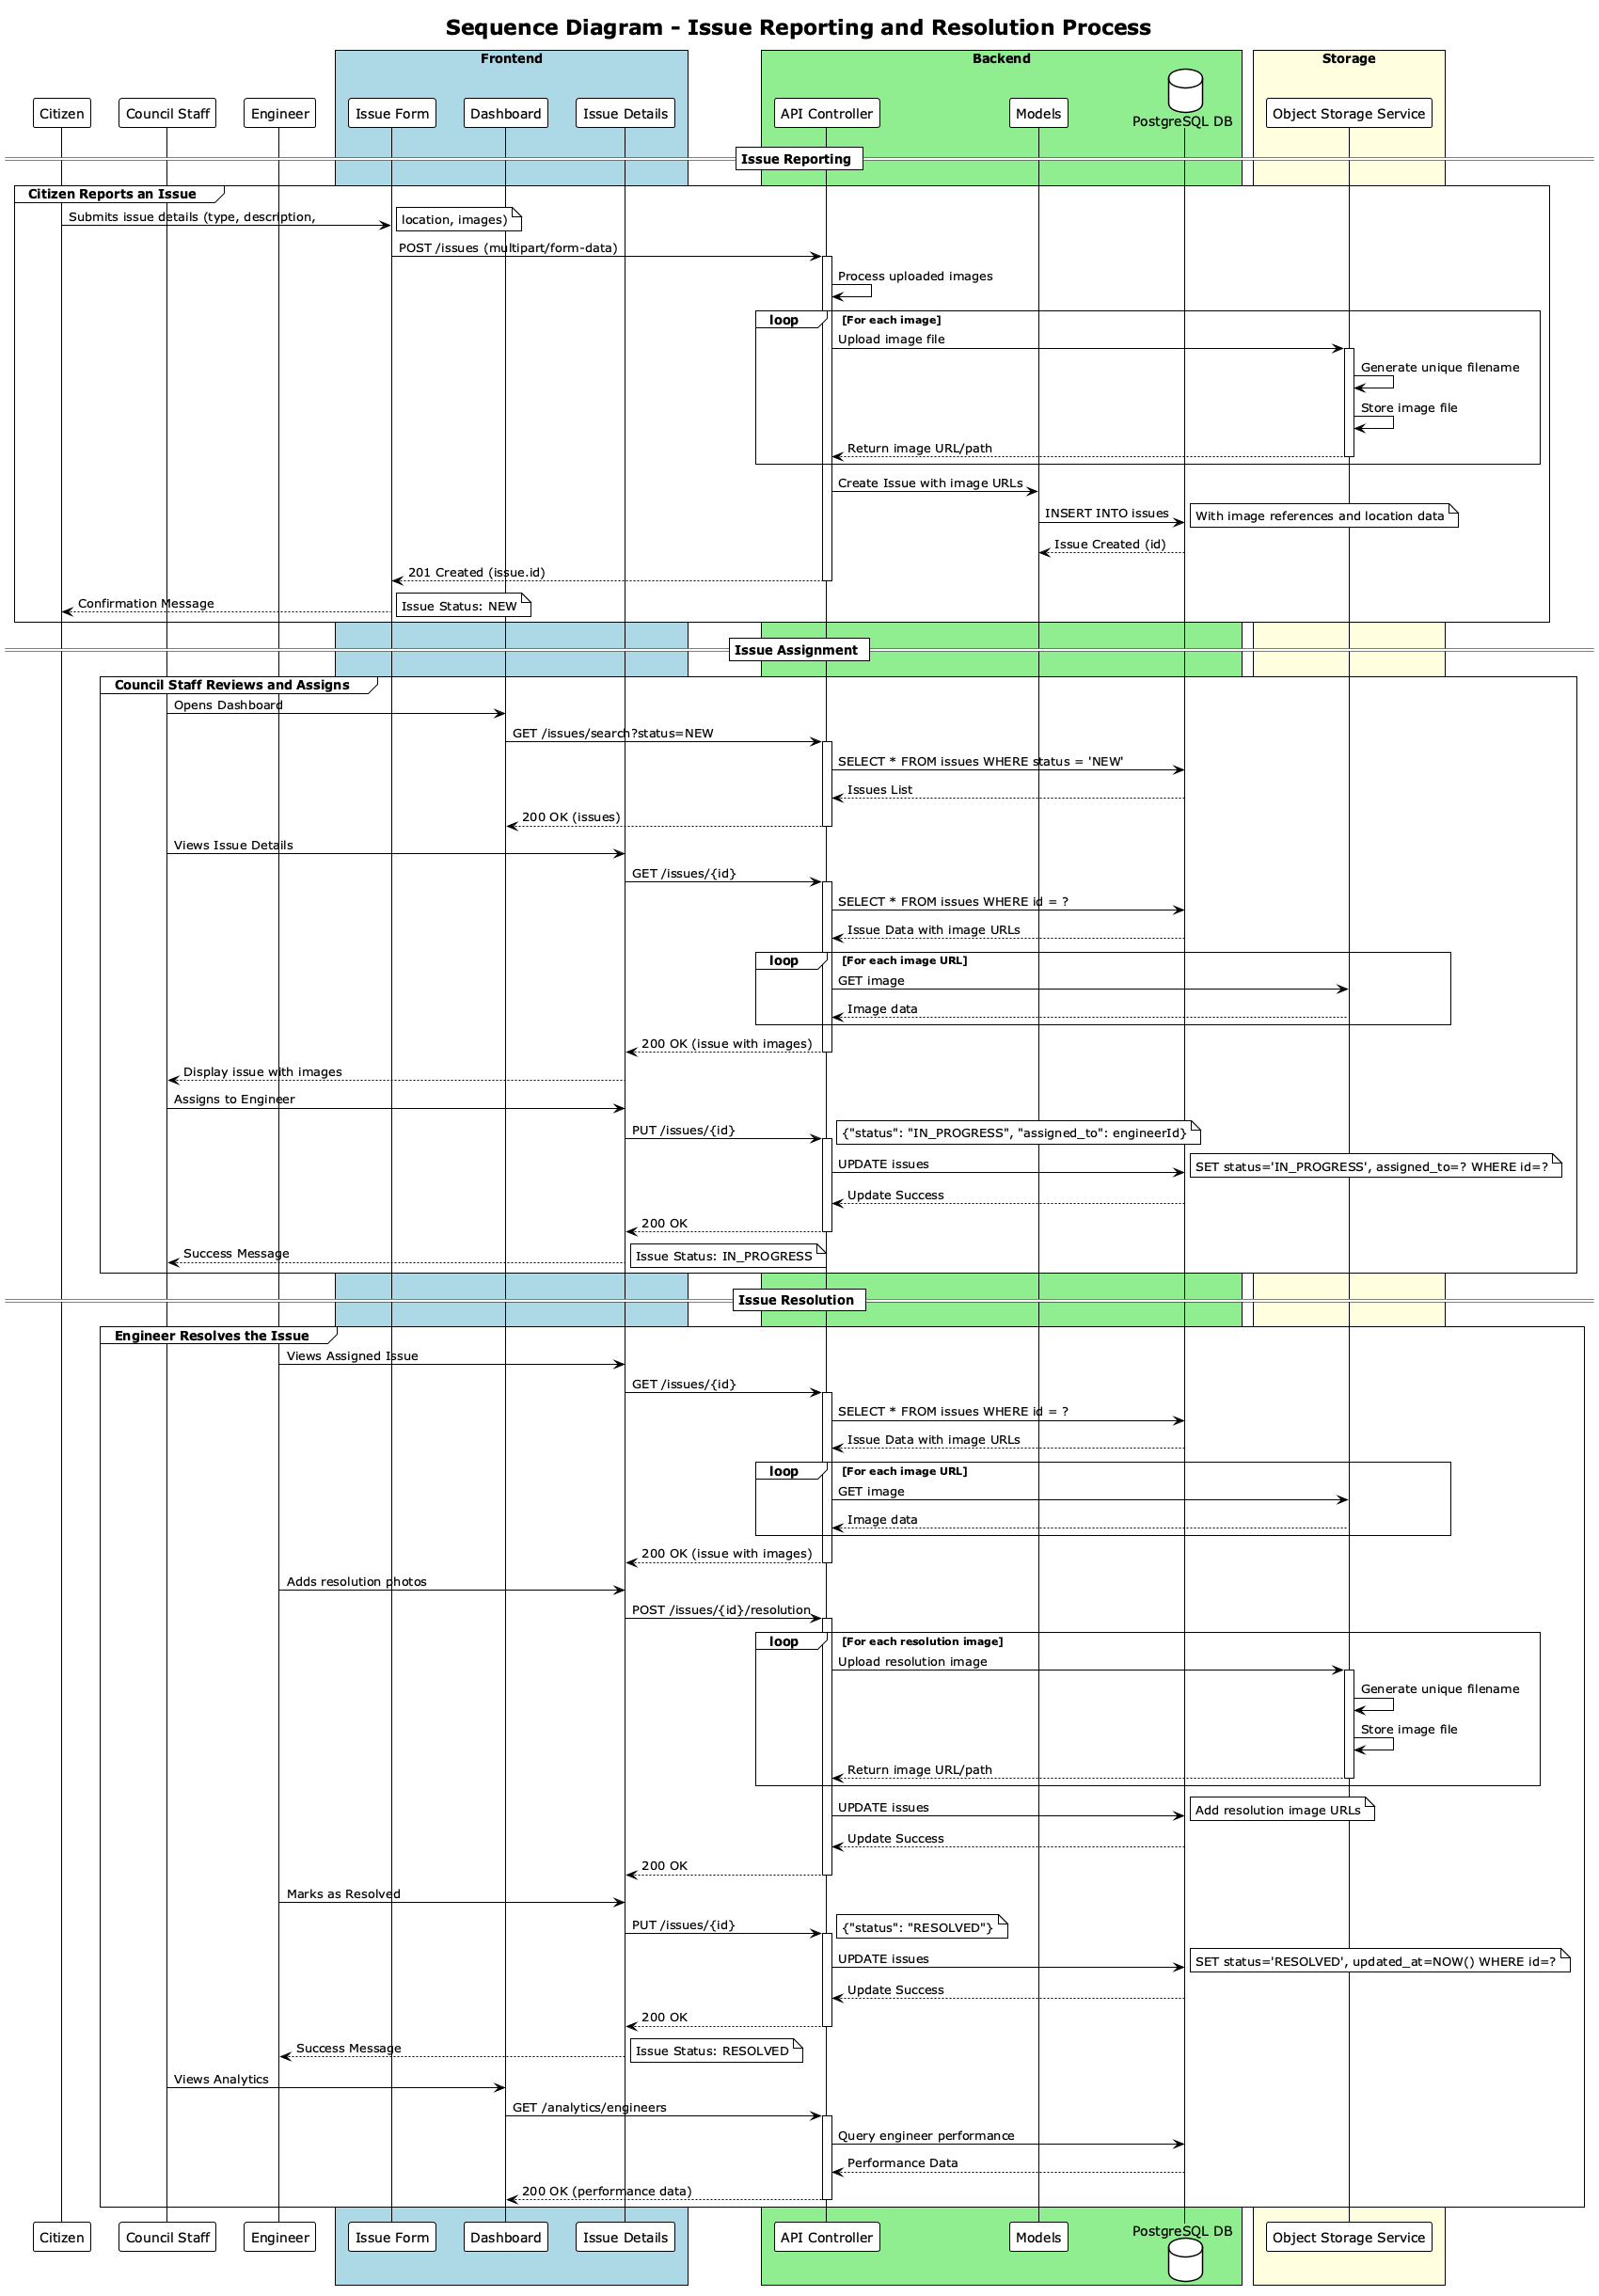 Sequence Diagram - Issue Reporting and Resolution Process
Frontend
Backend
Storage
Citizen
Council Staff
Engineer
Issue Form
Dashboard
Issue Details
API Controller
Models
PostgreSQL DB
Object Storage Service
Issue Reporting
Citizen Reports an Issue
Submits issue details (type, description,
location, images)
POST /issues (multipart/form-data)
Process uploaded images
loop
[For each image]
Upload image file
Generate unique filename
Store image file
Return image URL/path
Create Issue with image URLs
INSERT INTO issues
With image references and location data
Issue Created (id)
201 Created (issue.id)
Confirmation Message
Issue Status: NEW
Issue Assignment
Council Staff Reviews and Assigns
Opens Dashboard
GET /issues/search?status=NEW
SELECT * FROM issues WHERE status = 'NEW'
Issues List
200 OK (issues)
Views Issue Details
GET /issues/{id}
SELECT * FROM issues WHERE id = ?
Issue Data with image URLs
loop
[For each image URL]
GET image
Image data
200 OK (issue with images)
Display issue with images
Assigns to Engineer
PUT /issues/{id}
{"status": "IN_PROGRESS", "assigned_to": engineerId}
UPDATE issues
SET status='IN_PROGRESS', assigned_to=? WHERE id=?
Update Success
200 OK
Success Message
Issue Status: IN_PROGRESS
Issue Resolution
Engineer Resolves the Issue
Views Assigned Issue
GET /issues/{id}
SELECT * FROM issues WHERE id = ?
Issue Data with image URLs
loop
[For each image URL]
GET image
Image data
200 OK (issue with images)
Adds resolution photos
POST /issues/{id}/resolution
loop
[For each resolution image]
Upload resolution image
Generate unique filename
Store image file
Return image URL/path
UPDATE issues
Add resolution image URLs
Update Success
200 OK
Marks as Resolved
PUT /issues/{id}
{"status": "RESOLVED"}
UPDATE issues
SET status='RESOLVED', updated_at=NOW() WHERE id=?
Update Success
200 OK
Success Message
Issue Status: RESOLVED
Views Analytics
GET /analytics/engineers
Query engineer performance
Performance Data
200 OK (performance data)
Citizen
Council Staff
Engineer
Issue Form
Dashboard
Issue Details
API Controller
Models
PostgreSQL DB
Object Storage Service